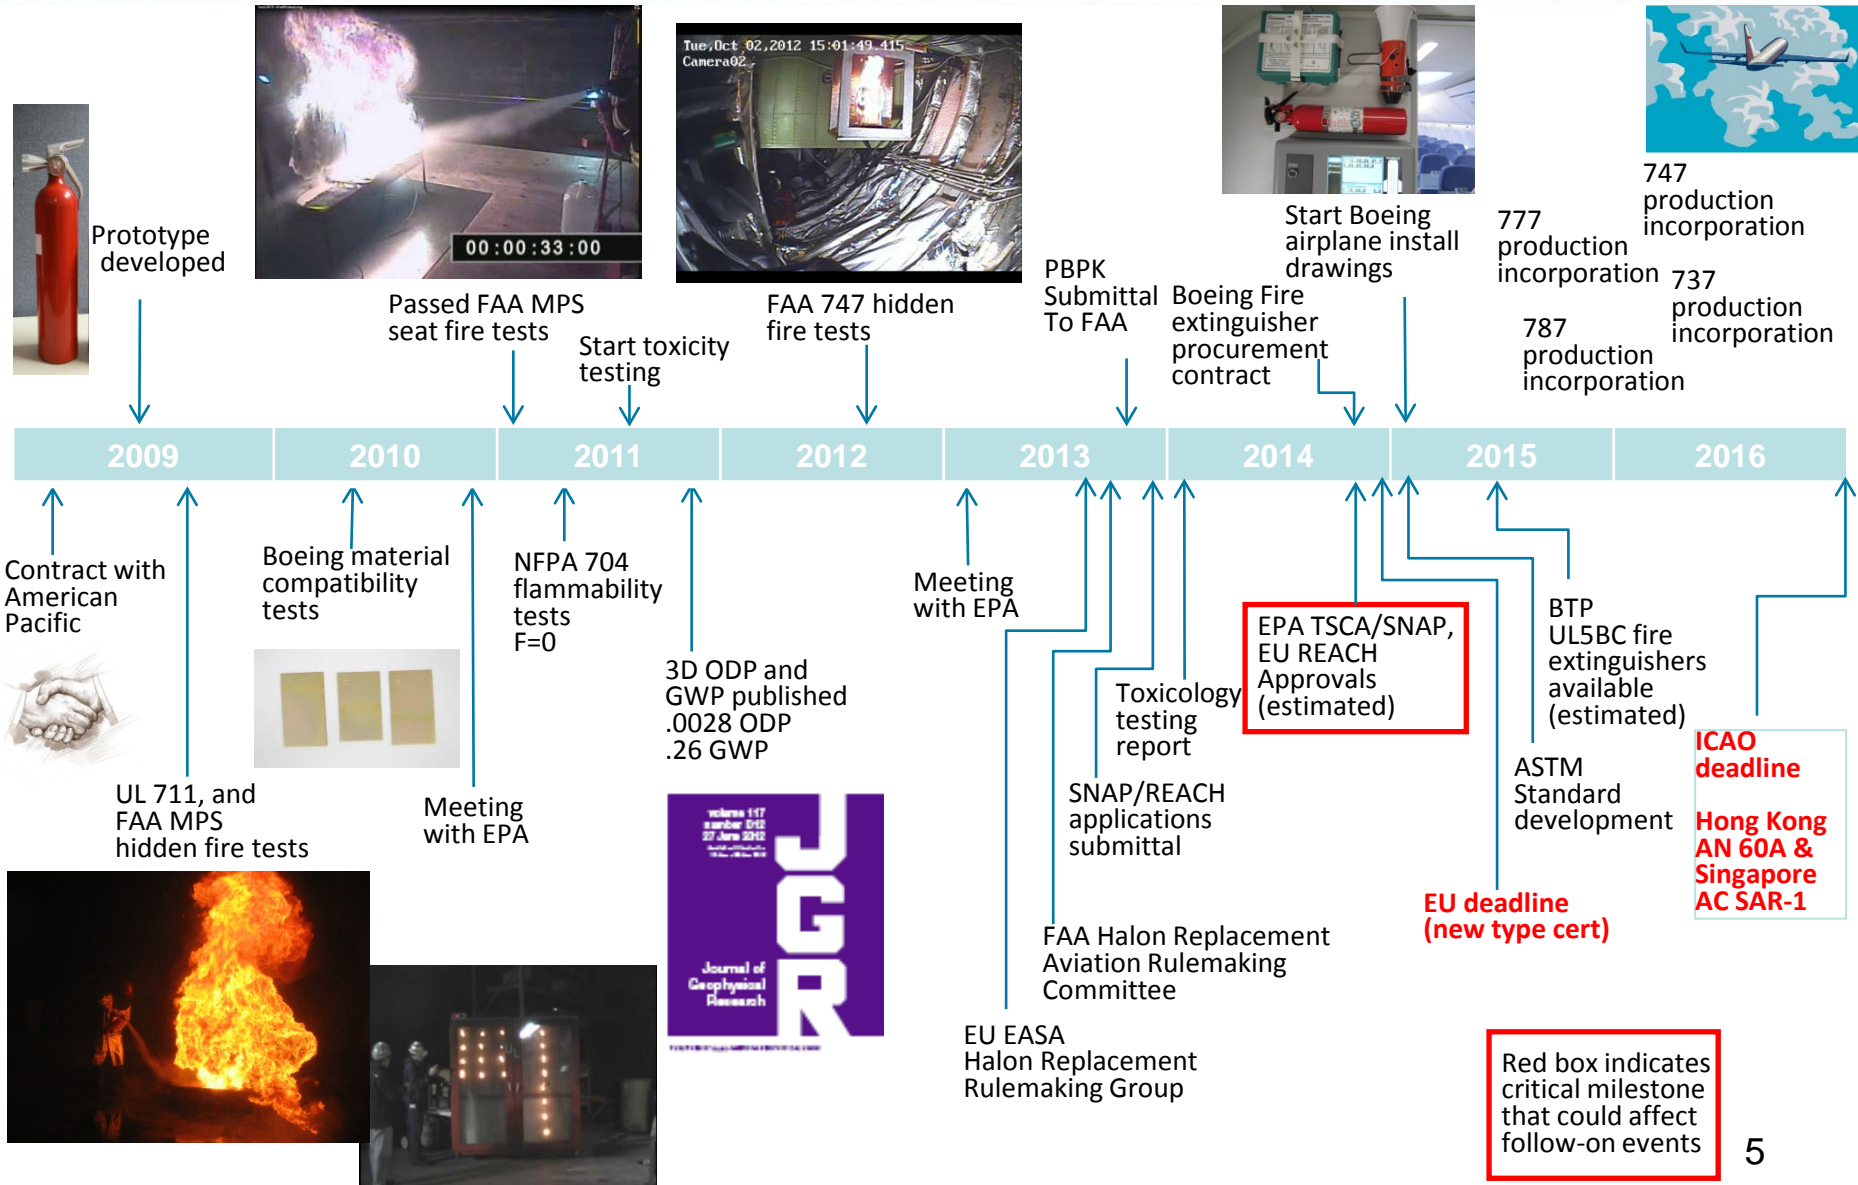 Tue,Oct 02,2012 15:01:49.415
Camera02
00:00:33:00
Prototype
developed
Passed FAA MPS
seat fire tests
Start toxicity
testing
FAA 747 hidden
fire tests
PBPK
Submittal
To FAA
Boeing Fire
extinguisher
procurement
contract
Start Boeing
airplane install
drawings
777
production
incorporation
787
production
incorporation
747
production
incorporation
737
production
incorporation
2009
2010
2011
2012
2013
2014
2015
2016
Contract with
American
Pacific
UL 711, and
FAA MPS
hidden fire tests
Boeing material
compatibility
tests
Meeting
with EPA
NFPA 704
flammability
tests
F=0
3D ODP and
GWP published
.0028 ODP
.26 GWP
volume 117
number D12
27 June 2012
JGR
Journal of
Geophysical
Research
Meeting
with EPA
EU EASA
Halon Replacement
Rulemaking Group
FAA Halon Replacement
Aviation Rulemaking
Committee
SNAP/REACH
applications
submittal
Toxicology
testing
report
EPA TSCA/SNAP,
EU REACH
Approvals
(estimated)
EU deadline
(new type cert)
ASTM
Standard
development
BTP
UL5BC fire
extinguishers
available
(estimated)
ICAO
deadline
Hong Kong
AN 60A &
Singapore
AC SAR-1
Red box indicates
critical milestone
that could affect
follow-on events
5